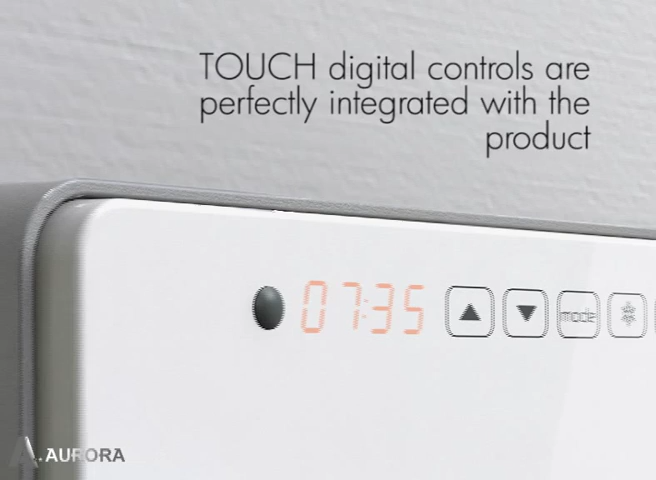 TOUCH digital controls are
perfectly integrated with the
product
07:35
mode
A.AURORA